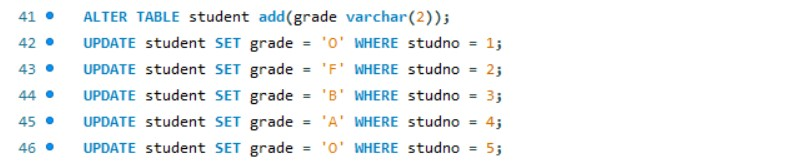 41 ALTER TABLE student add(grade varchar(2));
42 UPDATE student SET grade = 'O' WHERE studno = 1;
43 UPDATE student SET grade = 'F' WHERE studno = 2;
44 UPDATE student SET grade = 'B' WHERE studno = 3;
45 UPDATE student SET grade = 'A' WHERE studno = 4;
46 UPDATE student SET grade = 'O' WHERE studno = 5;